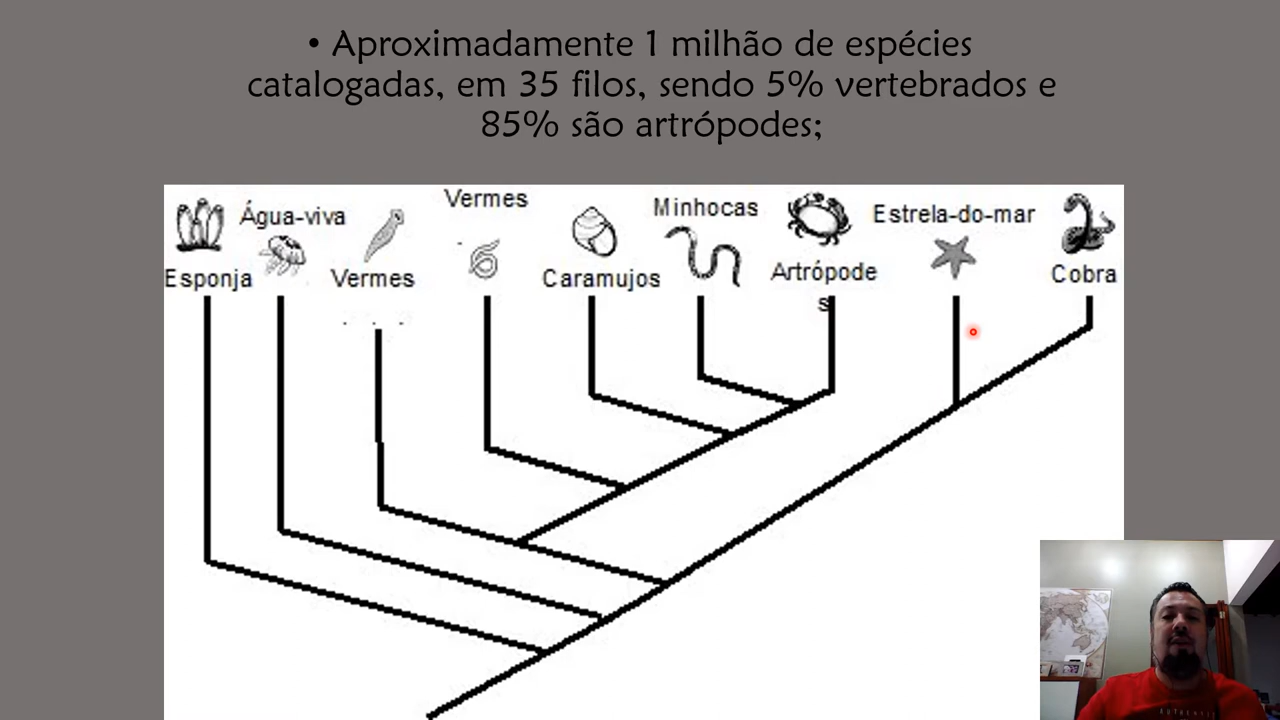 • Aproximadamente 1 milhão de espécies
catalogadas, em 35 filos, sendo 5% vertebrados e
85% são artrópodes;
Esponja
Água-viva
Vermes
Vermes
Caramujos
Minhocas
Artrópode
s
Estrela-do-mar
Cobra